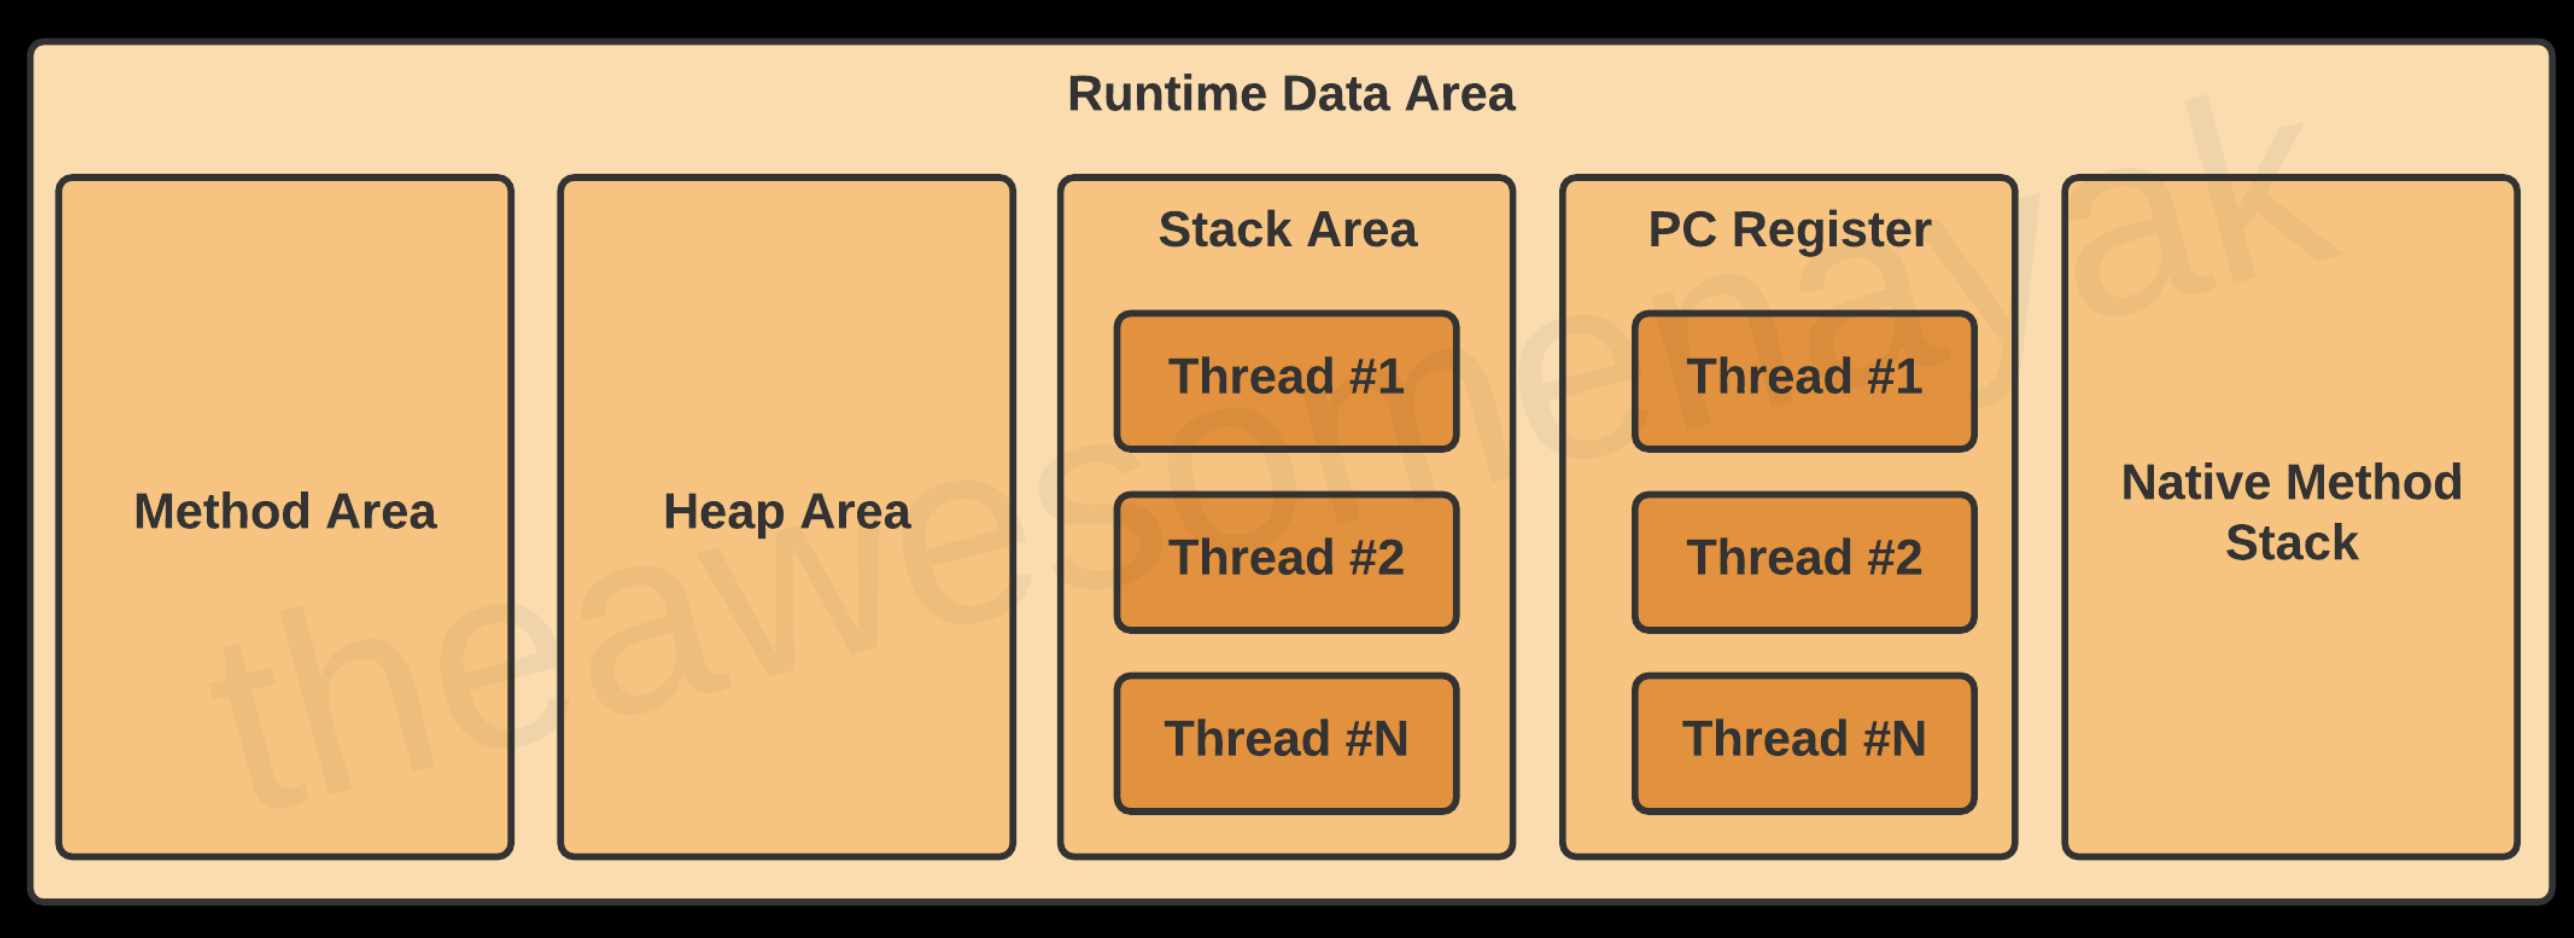 Runtime Data Area
Method Area
Heap Area
Stack Area
Thread #1
Thread #2
Thread #N
PC Register
Thread #1
Thread #2
Thread #N
Native Method
Stack
theawesomenayak